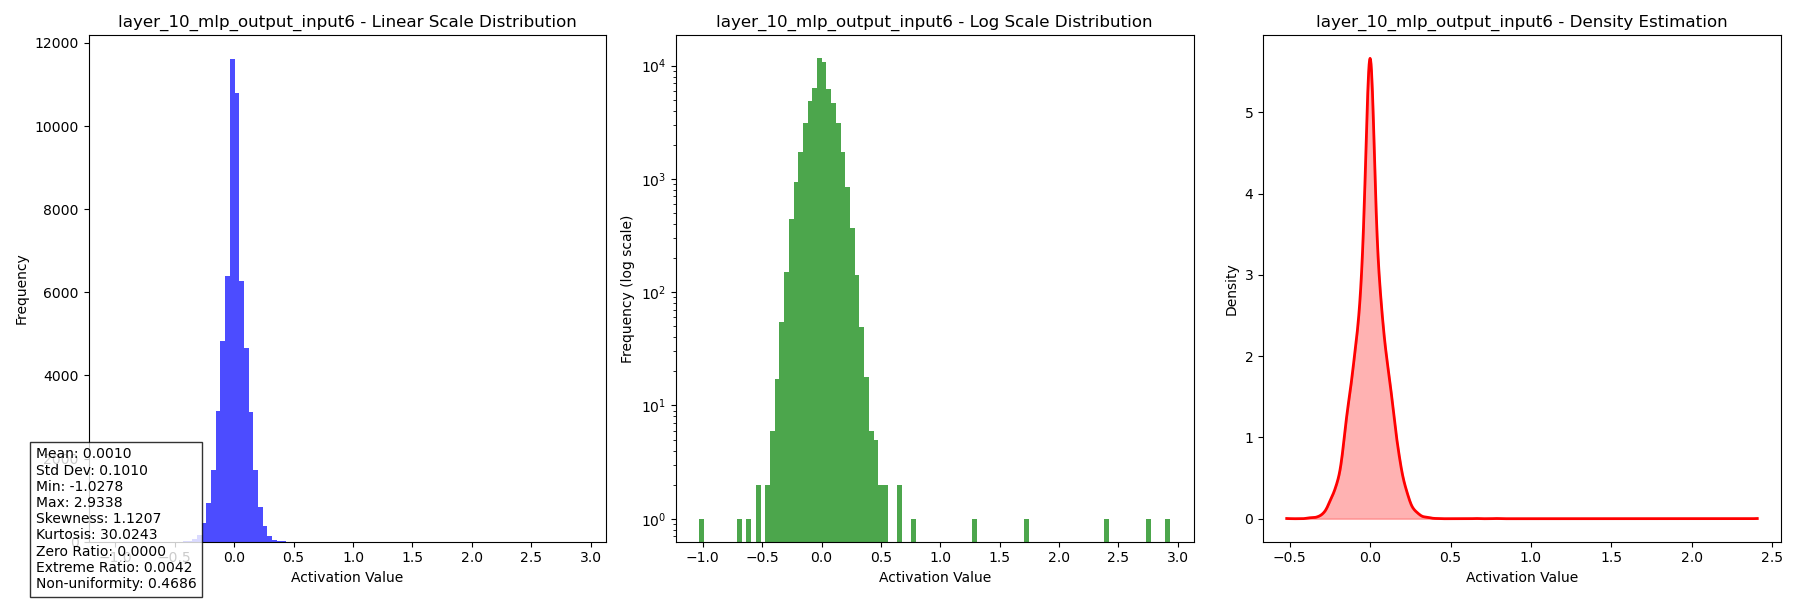 layer_10_mlp_output_input6 - Linear Scale Distribution
12000
10000
8000
6000
4000
2000
0
Frequency
Mean: 0.0010
Std Dev: 0.1010
Min: -1.0278
Max: 2.9338
Skewness: 1.1207
Kurtosis: 30.0243
Zero Ratio: 0.0000
Extreme Ratio: 0.0042
Non-uniformity: 0.4686
−1.0 −0.5 0.0 0.5 1.0 1.5 2.0 2.5 3.0
Activation Value
layer_10_mlp_output_input6 - Log Scale Distribution
10⁴
10³
10²
10¹
10⁰
Frequency (log scale)
−1.0 −0.5 0.0 0.5 1.0 1.5 2.0 2.5 3.0
Activation Value
layer_10_mlp_output_input6 - Density Estimation
5
4
3
2
1
0
Density
−0.5 0.0 0.5 1.0 1.5 2.0 2.5
Activation Value